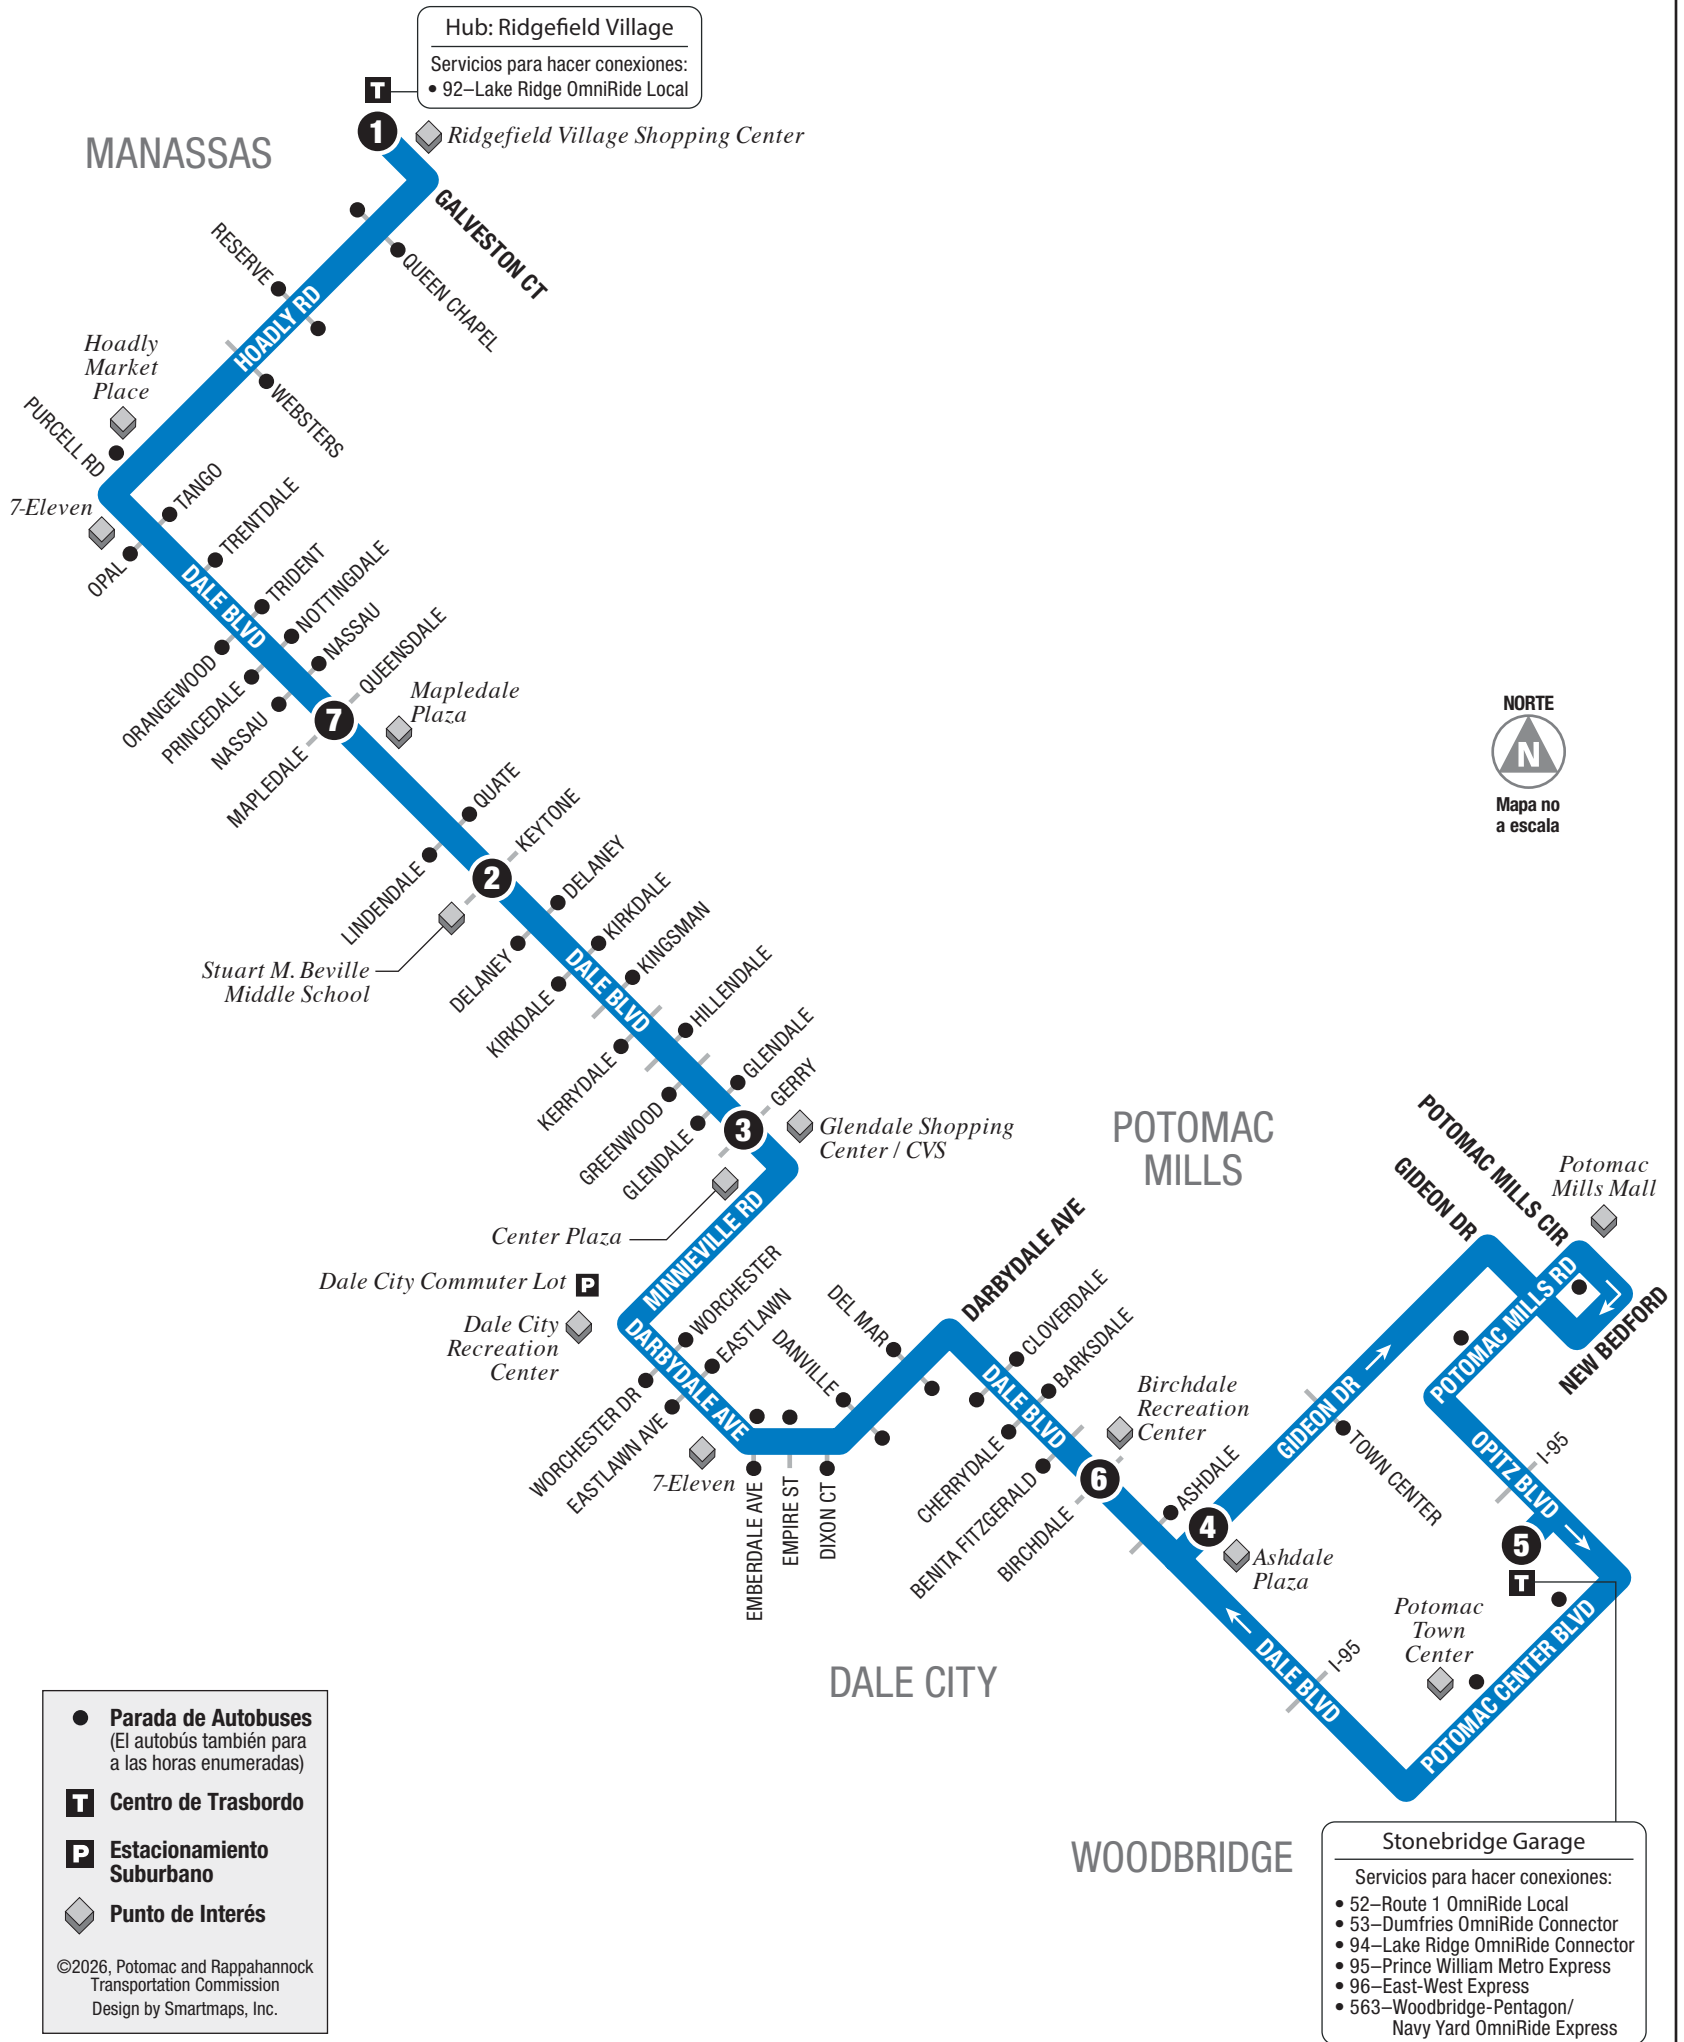 Hub: Ridgefield Village
Servicios para hacer conexiones:
• 92–Lake Ridge OmniRide Local
T
1
Ridgefield Village Shopping Center
MANASSAS
GALVESTON CT
QUEEN CHAPEL
RESERVE
HOADLY RD
WEBSTERS
Hoadly
Market
Place
PURCELL RD
7-Eleven
TANGO
OPAL
TRENTDALE
DALE BLVD
TRIDENT
NOTTINGDALE
NASSAU
QUEENSDALE
ORANGEWOOD
PRINCEDALE
NASSAU
MAPLEDALE
7
Mapledale
Plaza
NORTE
N
Mapa no
a escala
QUATE
KEYTONE
LINDENDALE
2
Stuart M. Beville
Middle School
DELANEY
KIRKDALE
KINGSMAN
DELANEY
KIRKDALE
DALE BLVD
HILLENDALE
KERRYDALE
GLENDALE
GERRY
GREENWOOD
GLENDALE
3
Glendale Shopping
Center / CVS
Center Plaza
MINNIEVILLE RD
Dale City Commuter Lot P
Dale City
Recreation
Center
WORCHESTER
EASTLAWN
DARBYDALE AVE
WORCHESTER DR
EASTLAWN AVE
7-Eleven
EMBERDALE AVE
EMPIRE ST
DIXON CT
DANVILLE
DEL MAR
DARBYDALE AVE
CLOVERDALE
BARKSDALE
DALE BLVD
CHERRYDALE
BENITA FITZGERALD
BIRCHDALE
Birchdale
Recreation
Center
6
ASHDALE
4
Ashdale
Plaza
POTOMAC
MILLS
GIDEON DR
GIDEON DR
TOWN CENTER
POTOMAC MILLS CIR
Potomac
Mills Mall
POTOMAC MILLS RD
NEW BEDFORD
OPITZ BLVD
I-95
5
T
Potomac
Town
Center
POTOMAC CENTER BLVD
I-95
DALE BLVD
DALE CITY
WOODBRIDGE
Stonebridge Garage
Servicios para hacer conexiones:
• 52–Route 1 OmniRide Local
• 53–Dumfries OmniRide Connector
• 94–Lake Ridge OmniRide Connector
• 95–Prince William Metro Express
• 96–East-West Express
• 563–Woodbridge-Pentagon/
Navy Yard OmniRide Express
Parada de Autobuses
(El autobús también para
a las horas enumeradas)
T Centro de Trasbordo
P Estacionamiento
Suburbano
Punto de Interés
©2026, Potomac and Rappahannock
Transportation Commission
Design by Smartmaps, Inc.